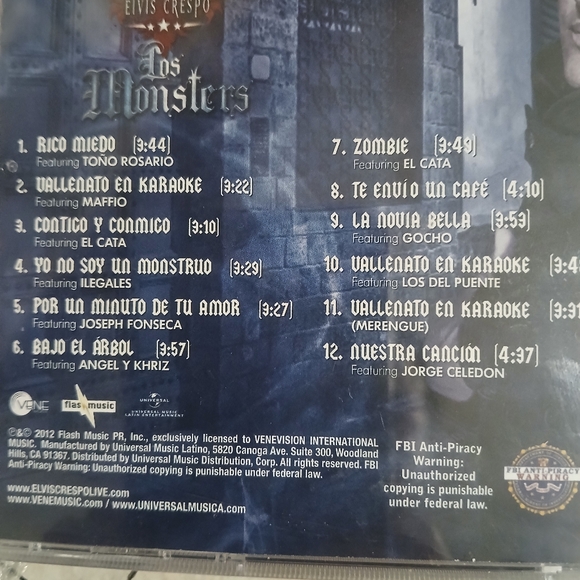 ELVIS CRESPO
Los
Monsters
1. RICO MIEDO (3:44)
Featuring TOÑO ROSARIO
2. VALLENATO EN KARAOKE (3:22)
Featuring MAFFIO
3. CONTIGO Y CONMIGO (3:10)
Featuring EL CATA
4. YO NO SOY UN MONSTRUO (3:29)
Featuring ILEGALES
5. POR UN MINUTO DE TU AMOR (3:27)
Featuring JOSEPH FONSECA
6. BAJO EL ÁRBOL (3:57)
Featuring ANGEL Y KHRIZ
7. ZOMBIE (3:49)
Featuring EL CATA
8. TE ENVÍO UN CAFÉ (4:10)
9. LA NOVIA BELLA (3:53)
Featuring GOCHO
10. VALLENATO EN KARAOKE (3:4
Featuring LOS DEL PUENTE
11. VALLENATO EN KARAOKE (3:31
(MERENGUE)
12. NUESTRA CANCIÓN (4:37)
Featuring JORGE CELEDON
VENE
flash music
UNIVERSAL
UNIVERSAL MUSIC
LATIN ENTERTAINMENT
℗&© 2012 Flash Music PR, Inc., exclusively licensed to VENEVISION INTERNATIONAL
MUSIC. Manufactured by Universal Music Latino, 5820 Canoga Ave. Suite 300, Woodland
Hills, CA 91367. Distributed by Universal Music Distribution, Corp. All rights reserved. FBI
Anti-Piracy Warning: Unauthorized copying is punishable under federal law.
www.ELVISCRESPOLIVE.com
www.VENEMUSIC.com / www.UNIVERSALMUSICA.com
FBI Anti-Piracy
Warning:
Unauthorized
copying is punishable
under federal law.
FBI ANTI-PIRACY
WARNING